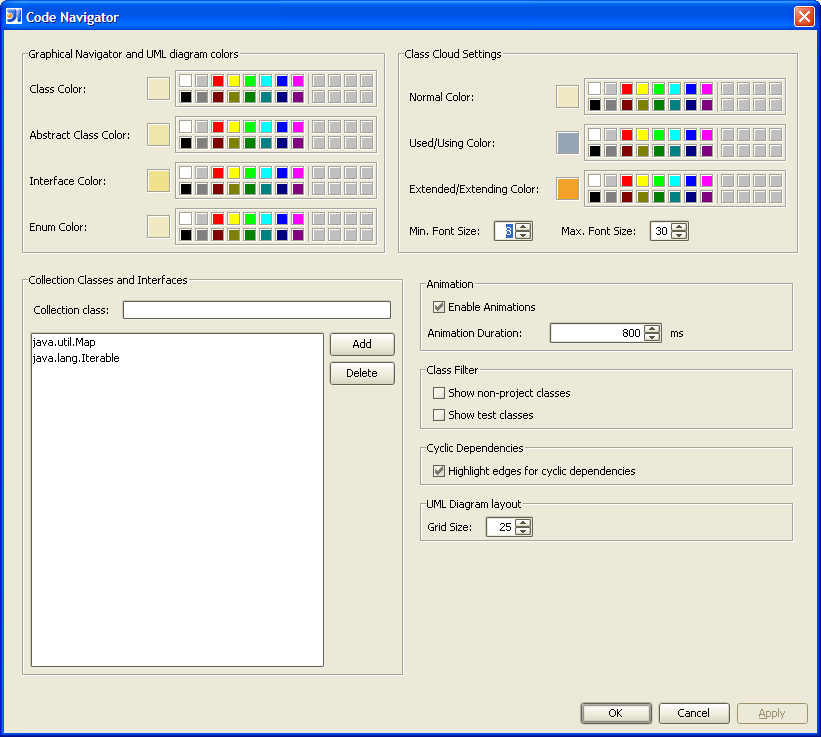 Code Navigator
Graphical Navigator and UML diagram colors
Class Color:
Abstract Class Color:
Interface Color:
Enum Color:
Class Cloud Settings
Normal Color:
Used/Using Color:
Extended/Extending Color:
Min. Font Size: 8 Max. Font Size: 30
Collection Classes and Interfaces
Collection class:
java.util.Map
java.lang.Iterable
Add
Delete
Animation
Enable Animations
Animation Duration: 800 ms
Class Filter
Show non-project classes
Show test classes
Cyclic Dependencies
Highlight edges for cyclic dependencies
UML Diagram layout
Grid Size: 25
OK Cancel Apply